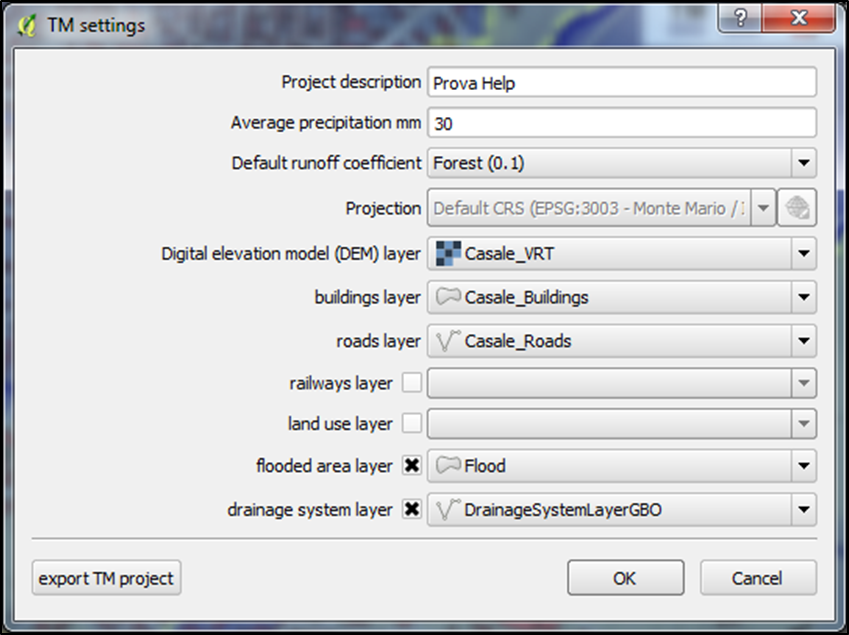 TM settings
?
Project description Prova Help
Average precipitation mm 30
Default runoff coefficient Forest (0.1)
Projection Default CRS (EPSG:3003 - Monte Mario /
Digital elevation model (DEM) layer Casale_VRT
buildings layer Casale_Buildings
roads layer Casale_Roads
railways layer
land use layer
flooded area layer Flood
drainage system layer DrainageSystemLayerGBO
export TM project OK Cancel